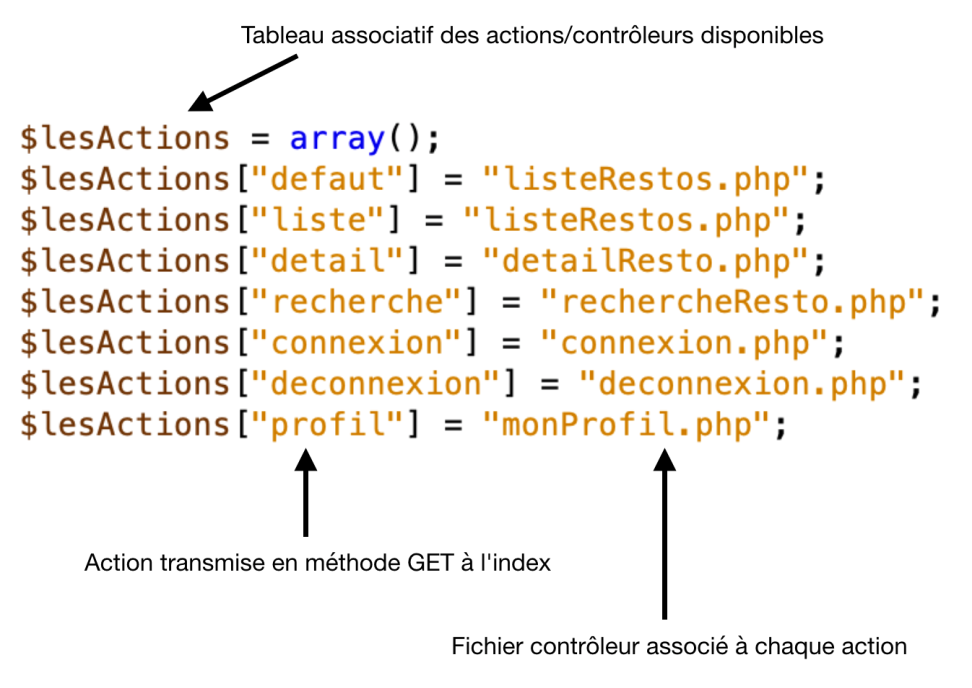 Tableau associatif des actions/contrôleurs disponibles
$lesActions = array();
$lesActions["defaut"] = "listeRestos.php";
$lesActions["liste"] = "listeRestos.php";
$lesActions["detail"] = "detailResto.php";
$lesActions["recherche"] = "rechercheResto.php";
$lesActions["connexion"] = "connexion.php";
$lesActions["deconnexion"] = "deconnexion.php";
$lesActions["profil"] = "monProfil.php";
Action transmise en méthode GET à l'index
Fichier contrôleur associé à chaque action